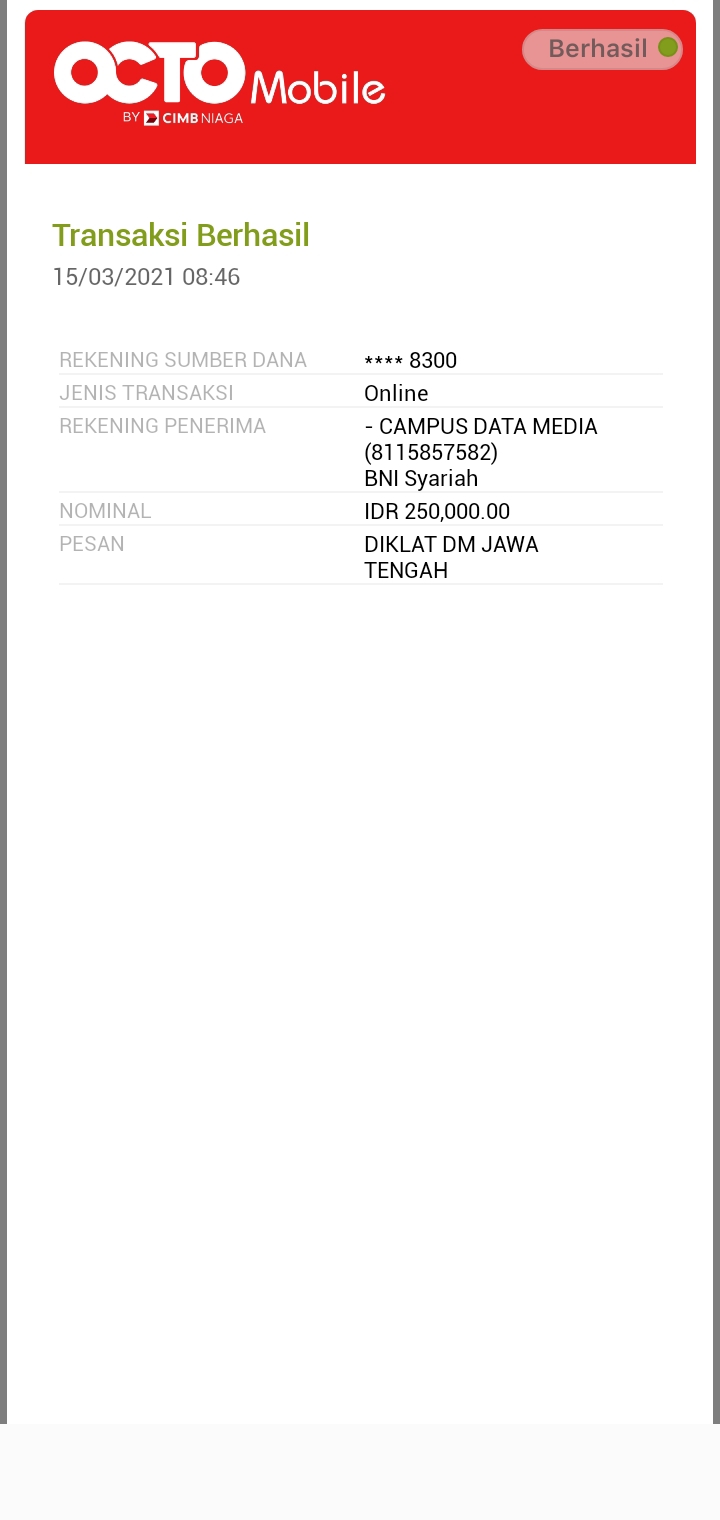 OCTO Mobile
BY CIMB NIAGA
Berhasil
Transaksi Berhasil
15/03/2021 08:46
REKENING SUMBER DANA **** 8300
JENIS TRANSAKSI Online
REKENING PENERIMA - CAMPUS DATA MEDIA
(8115857582)
BNI Syariah
NOMINAL IDR 250,000.00
PESAN DIKLAT DM JAWA
TENGAH